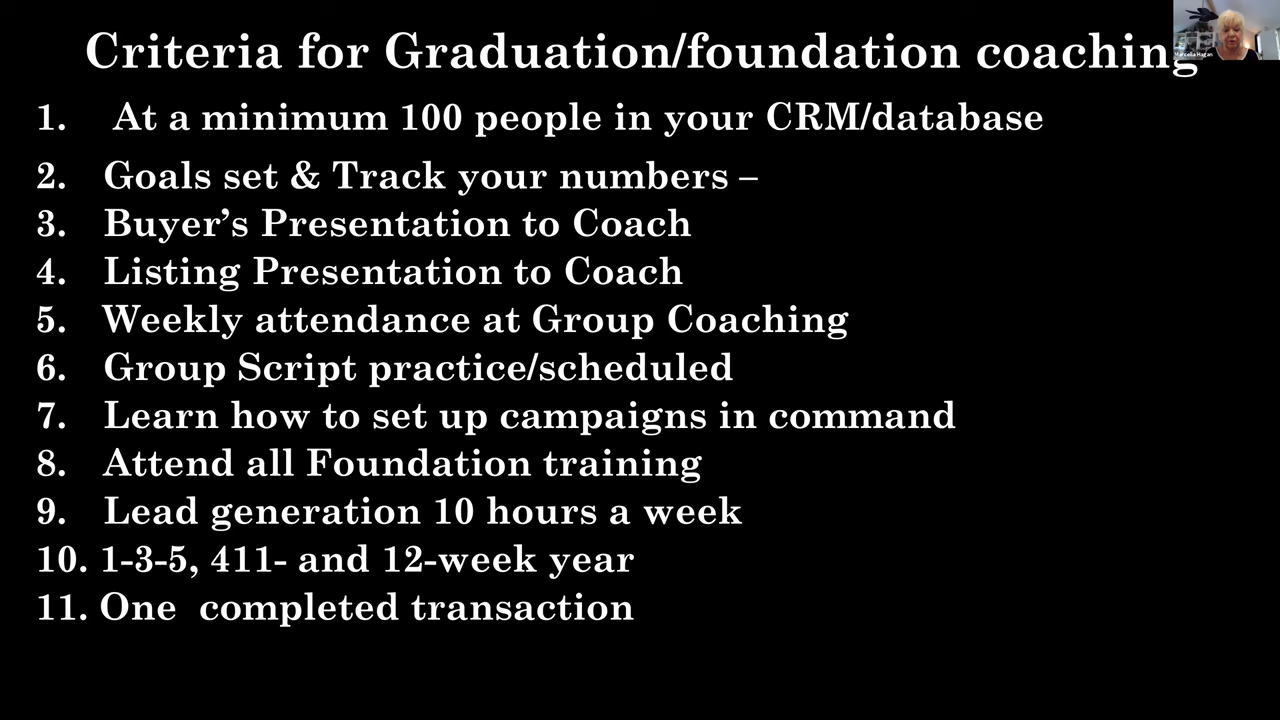 Criteria for Graduation/foundation coaching
1. At a minimum 100 people in your CRM/database
2. Goals set & Track your numbers –
3. Buyer’s Presentation to Coach
4. Listing Presentation to Coach
5. Weekly attendance at Group Coaching
6. Group Script practice/scheduled
7. Learn how to set up campaigns in command
8. Attend all Foundation training
9. Lead generation 10 hours a week
10. 1-3-5, 411- and 12-week year
11. One completed transaction